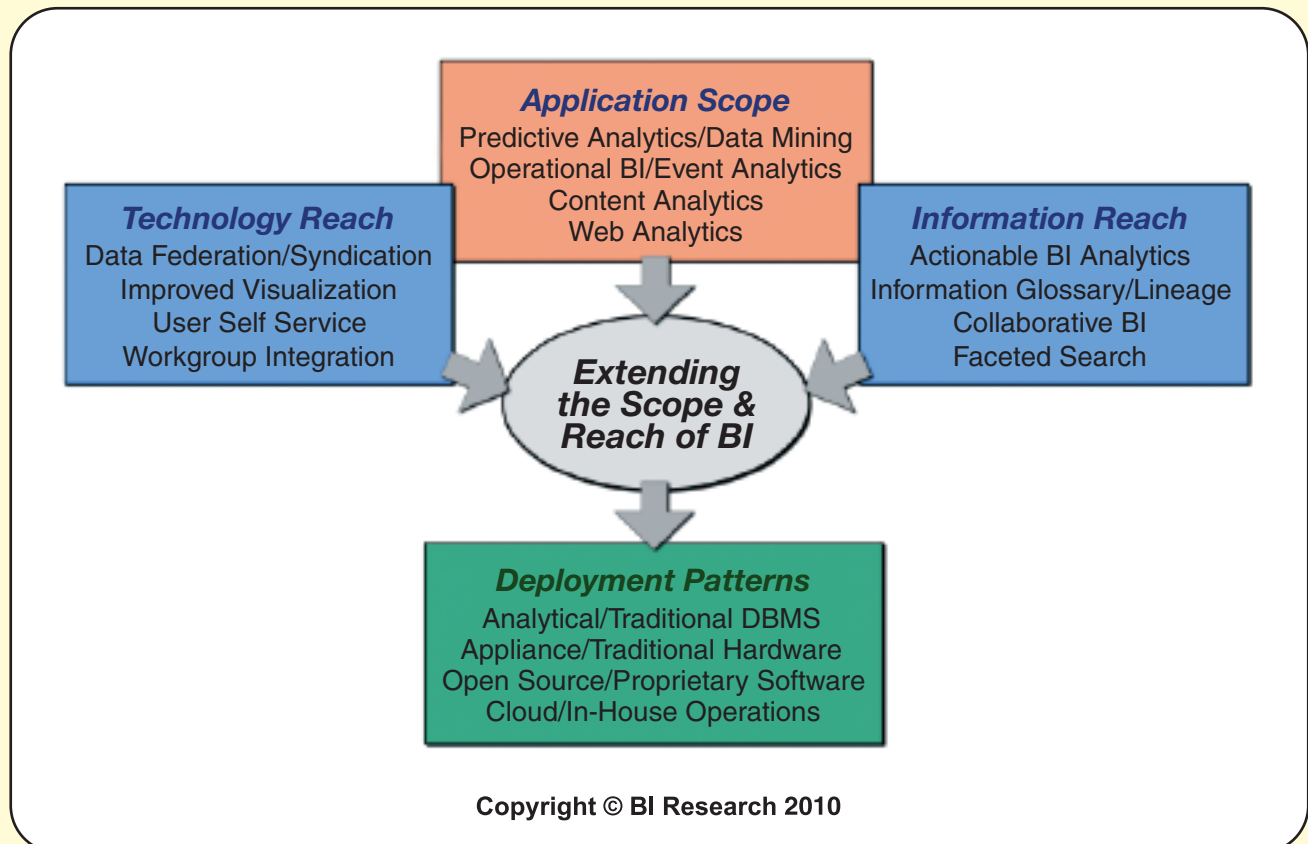 Application Scope
Predictive Analytics/Data Mining
Operational BI/Event Analytics
Content Analytics
Web Analytics
Technology Reach
Data Federation/Syndication
Improved Visualization
User Self Service
Workgroup Integration
Information Reach
Actionable BI Analytics
Information Glossary/Lineage
Collaborative BI
Faceted Search
Extending
the Scope &
Reach of BI
Deployment Patterns
Analytical/Traditional DBMS
Appliance/Traditional Hardware
Open Source/Proprietary Software
Cloud/In-House Operations
Copyright © BI Research 2010